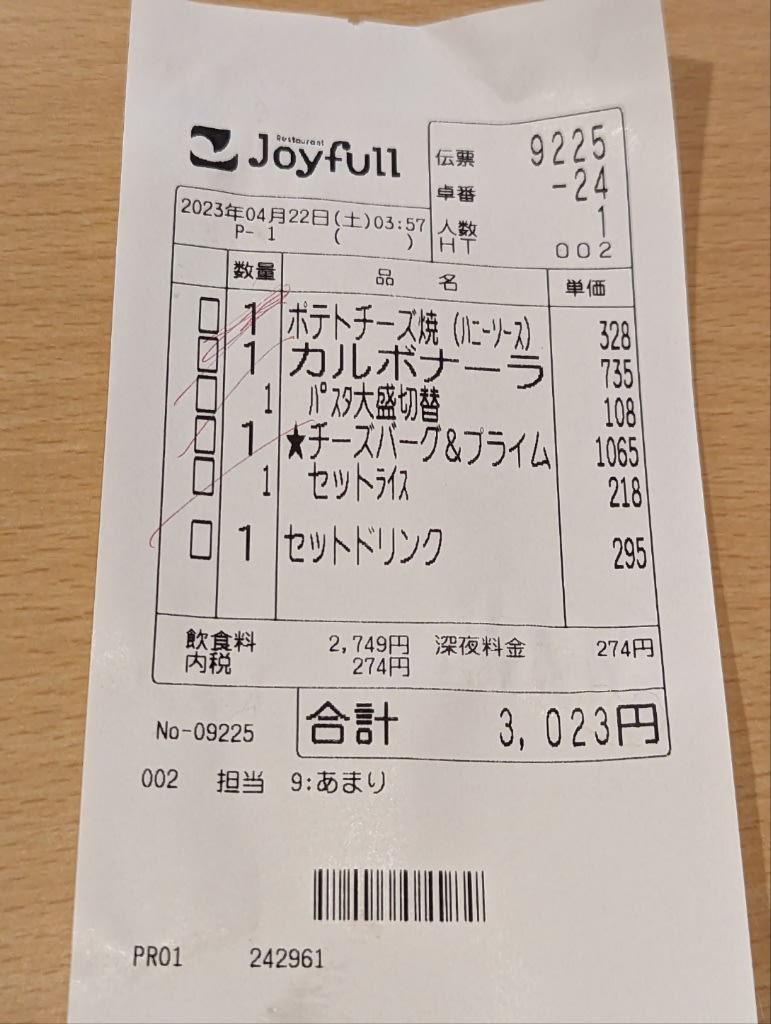 Restaurant
Joyfull
伝票 9225
卓番 -24
人数 1
HT 002
2023年04月22日(土)03:57
P- 1 ( )
数量 品 名 単価
1 ポテトチーズ焼(ハニーソース) 328
1 カルボナーラ 735
1 パスタ大盛切替 108
1 ★チーズバーグ&プライム 1065
1 セットライス 218
1 セットドリンク 295
飲食料 2,749円 深夜料金 274円
内税 274円
合計 3,023円
No-09225
002 担当 9:あまり
PR01 242961